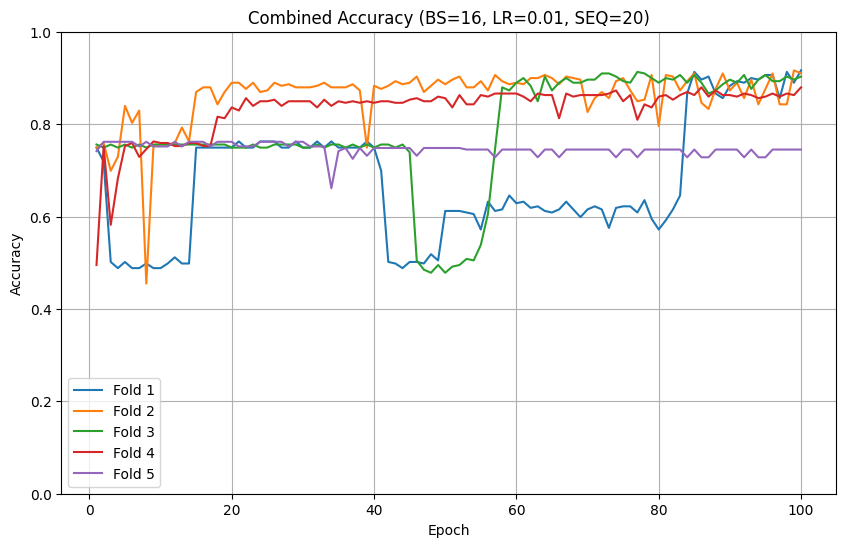 Combined Accuracy (BS=16, LR=0.01, SEQ=20)
1.0
0.8
0.6
0.4
0.2
0.0
Accuracy
Fold 1
Fold 2
Fold 3
Fold 4
Fold 5
0 20 40 60 80 100
Epoch